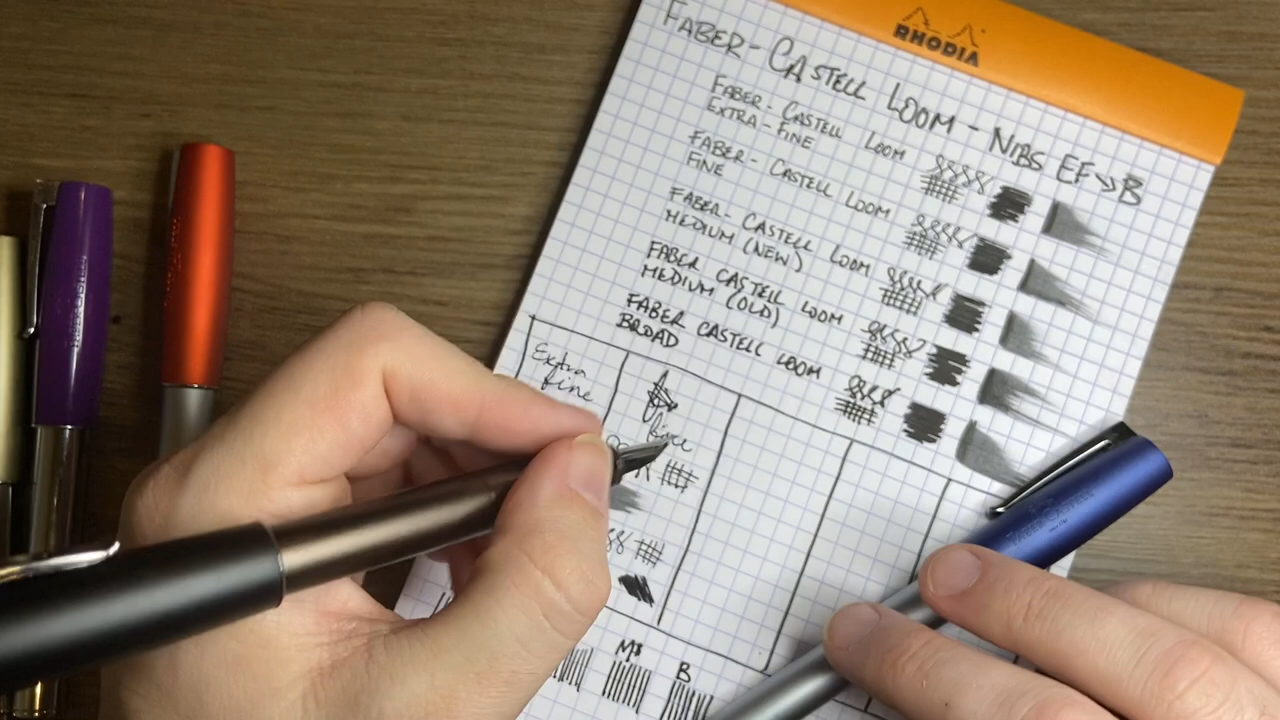 RHODIA
FABER-CASTELL LOOM - NIBS EF→B
FABER-CASTELL LOOM
EXTRA-FINE
FABER-CASTELL LOOM
FINE
FABER-CASTELL LOOM
MEDIUM (NEW)
FABER CASTELL LOOM
MEDIUM (OLD)
FABER CASTELL LOOM
BROAD
Extra
fine
fine
B